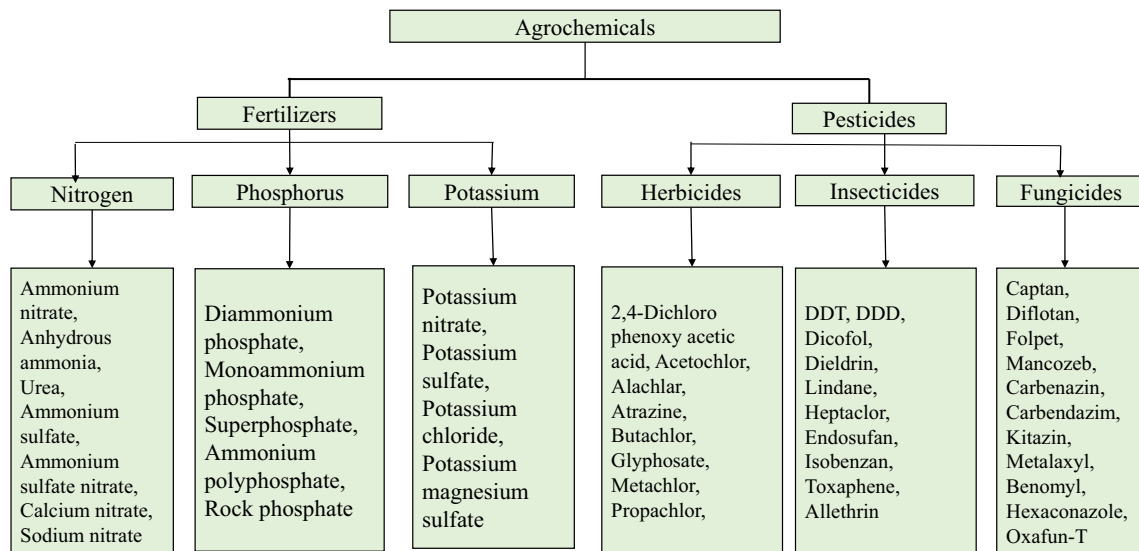 Agrochemicals
Fertilizers
Pesticides
Nitrogen
Phosphorus
Potassium
Herbicides
Insecticides
Fungicides
Ammonium
nitrate,
Anhydrous
ammonia,
Urea,
Ammonium
sulfate,
Ammonium
sulfate nitrate,
Calcium nitrate,
Sodium nitrate
Diammonium
phosphate,
Monoammonium
phosphate,
Superphosphate,
Ammonium
polyphosphate,
Rock phosphate
Potassium
nitrate,
Potassium
sulfate,
Potassium
chloride,
Potassium
magnesium
sulfate
2,4-Dichloro
phenoxy acetic
acid, Acetochlor,
Alachlar,
Atrazine,
Butachlor,
Glyphosate,
Metachlor,
Propachlor,
DDT, DDD,
Dicofol,
Dieldrin,
Lindane,
Heptaclor,
Endosufan,
Isobenzan,
Toxaphene,
Allethrin
Captan,
Diflotan,
Folpet,
Mancozeb,
Carbenazin,
Carbendazim,
Kitazin,
Metalaxyl,
Benomyl,
Hexaconazole,
Oxafun-T